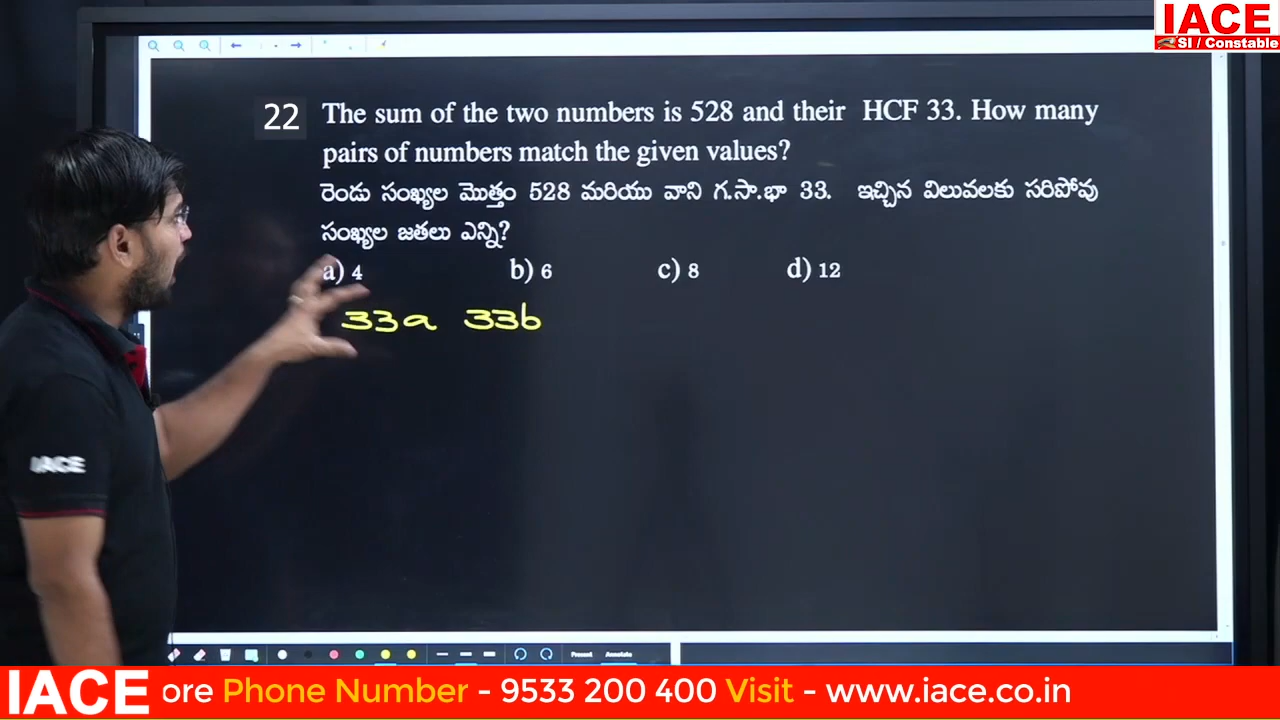 IACE
SI / Constable
22 The sum of the two numbers is 528 and their HCF 33. How many
pairs of numbers match the given values?
రెండు సంఖ్యల మొత్తం 528 మరియు వాని గ.సా.భా 33. ఇచ్చిన విలువలకు సరిపోవు
సంఖ్యల జతలు ఎన్ని?
a) 4 b) 6 c) 8 d) 12
33a 33b
IACE
Present Annotate
IACE ore Phone Number - 9533 200 400 Visit - www.iace.co.in